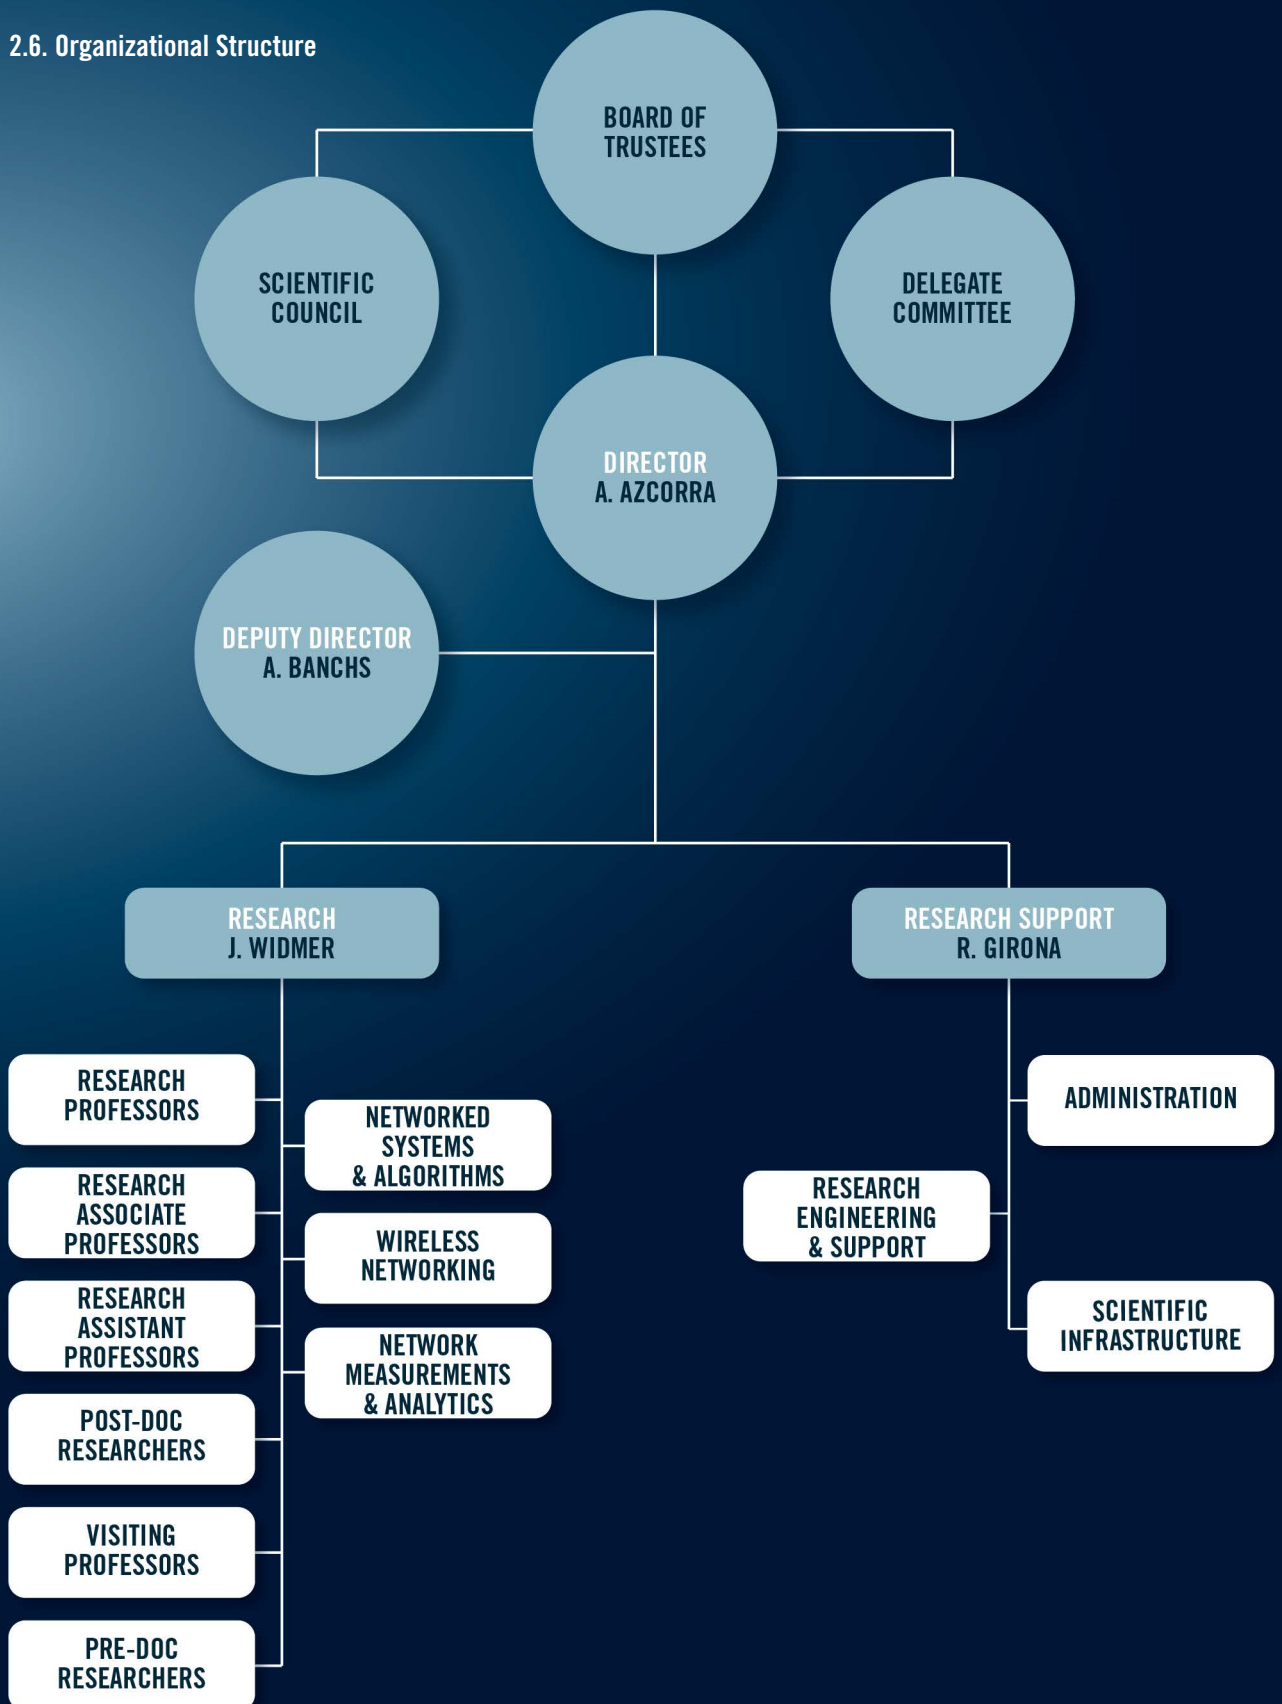 2.6. Organizational Structure
BOARD OF
TRUSTEES
SCIENTIFIC
COUNCIL
DELEGATE
COMMITTEE
DIRECTOR
A. AZCORRA
DEPUTY DIRECTOR
A. BANCHS
RESEARCH
J. WIDMER
RESEARCH SUPPORT
R. GIRONA
RESEARCH
PROFESSORS
RESEARCH
ASSOCIATE
PROFESSORS
RESEARCH
ASSISTANT
PROFESSORS
POST-DOC
RESEARCHERS
VISITING
PROFESSORS
PRE-DOC
RESEARCHERS
NETWORKED
SYSTEMS
& ALGORITHMS
WIRELESS
NETWORKING
NETWORK
MEASUREMENTS
& ANALYTICS
ADMINISTRATION
RESEARCH
ENGINEERING
& SUPPORT
SCIENTIFIC
INFRASTRUCTURE